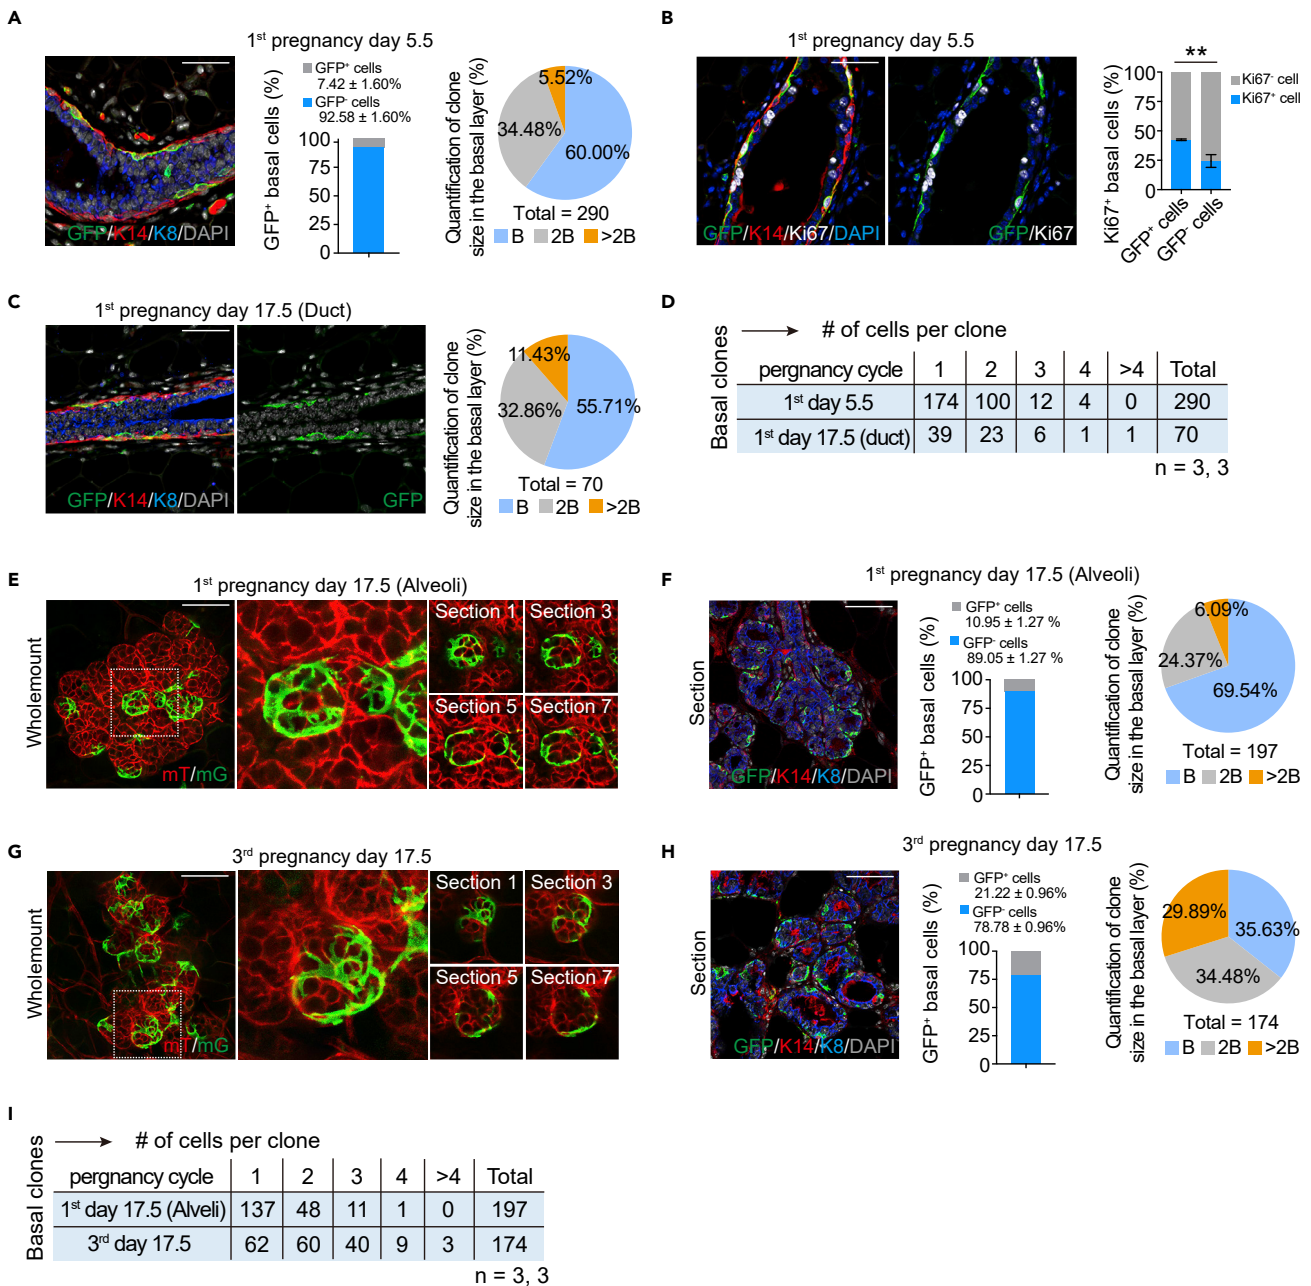 A
1st pregnancy day 5.5
GFP/K14/K8/DAPI
GFP+ basal cells (%)
GFP+ cells
7.42 ± 1.60%
GFP- cells
92.58 ± 1.60%
100
75
50
25
0
Quantification of clone
size in the basal layer (%)
5.52%
34.48%
60.00%
Total = 290
B 2B >2B
B
1st pregnancy day 5.5
GFP/K14/Ki67/DAPI
GFP/Ki67
Ki67+ basal cells (%)
**
100
75
50
25
0
Ki67- cell
Ki67+ cell
GFP+ cells
GFP- cells
C
1st pregnancy day 17.5 (Duct)
GFP/K14/K8/DAPI
GFP
Quantification of clone
size in the basal layer (%)
11.43%
32.86%
55.71%
Total = 70
B 2B >2B
D
Basal clones
# of cells per clone
pergnancy cycle 1 2 3 4 >4 Total
1st day 5.5 174 100 12 4 0 290
1st day 17.5 (duct) 39 23 6 1 1 70
n = 3, 3
E
1st pregnancy day 17.5 (Alveoli)
Wholemount
mT/mG
Section 1
Section 3
Section 5
Section 7
F
1st pregnancy day 17.5 (Alveoli)
Section
GFP/K14/K8/DAPI
GFP+ basal cells (%)
GFP+ cells
10.95 ± 1.27 %
GFP- cells
89.05 ± 1.27 %
100
75
50
25
0
Quantification of clone
size in the basal layer (%)
6.09%
24.37%
69.54%
Total = 197
B 2B >2B
G
3rd pregnancy day 17.5
Wholemount
mT/mG
Section 1
Section 3
Section 5
Section 7
H
3rd pregnancy day 17.5
Section
GFP/K14/K8/DAPI
GFP+ basal cells (%)
GFP+ cells
21.22 ± 0.96%
GFP- cells
78.78 ± 0.96%
100
75
50
25
0
Quantification of clone
size in the basal layer (%)
29.89%
35.63%
34.48%
Total = 174
B 2B >2B
I
Basal clones
# of cells per clone
pergnancy cycle 1 2 3 4 >4 Total
1st day 17.5 (Alveli) 137 48 11 1 0 197
3rd day 17.5 62 60 40 9 3 174
n = 3, 3